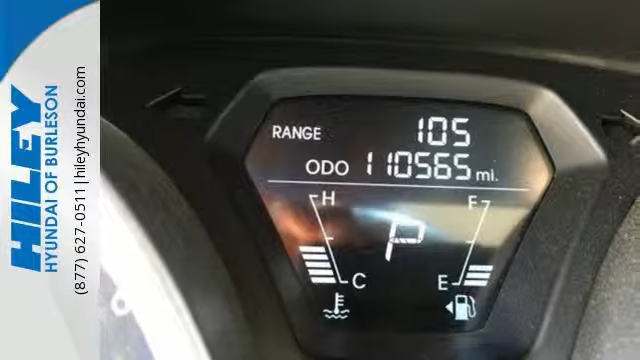 HILEY
HYUNDAI OF BURLESON
(877) 627-0511|hileyhyundai.com
RANGE 105
ODO 110565 mi.
H F
P
C E